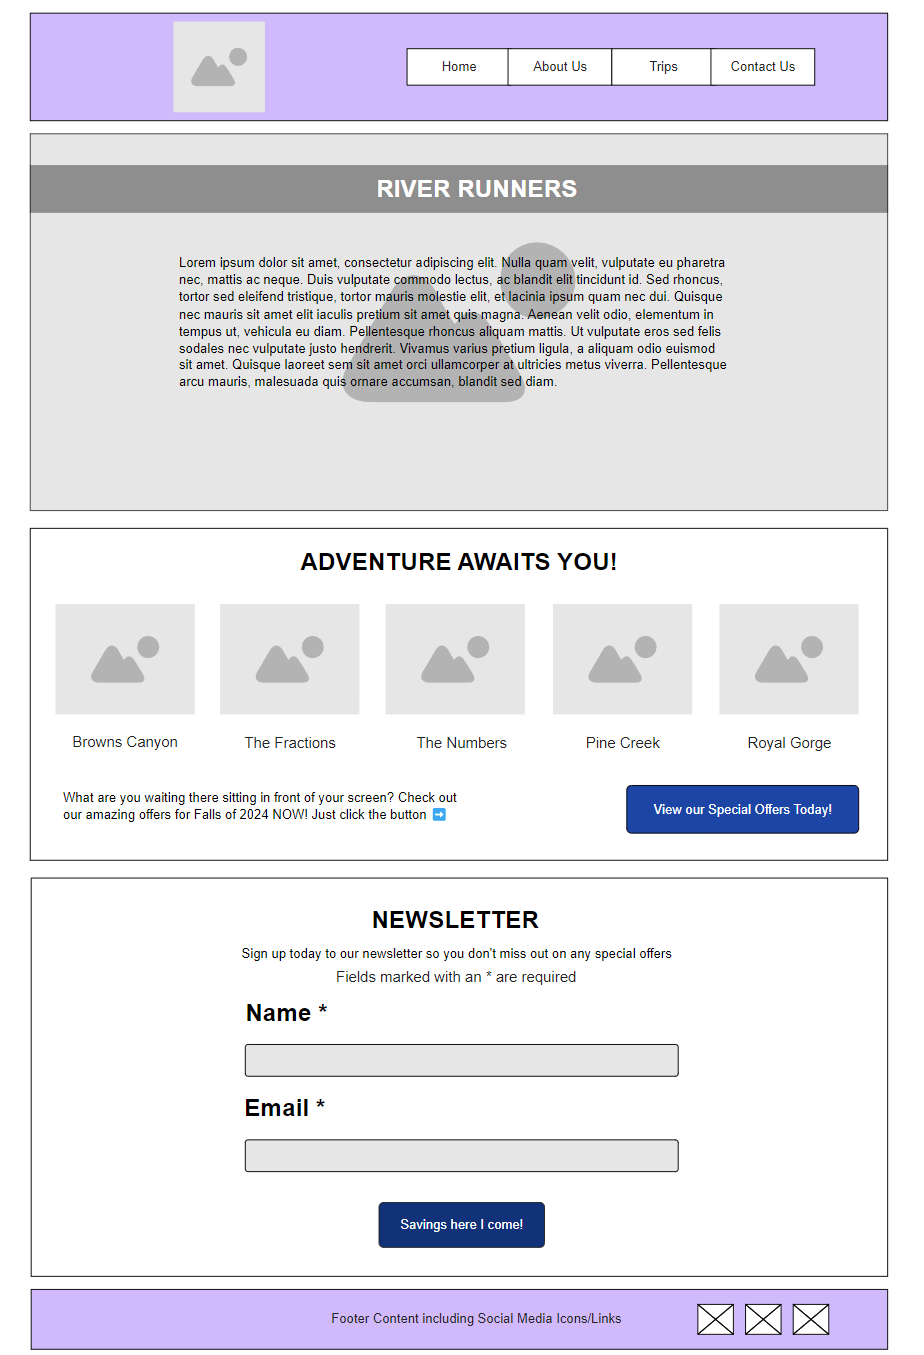 Home About Us Trips Contact Us
RIVER RUNNERS
Lorem ipsum dolor sit amet, consectetur adipiscing elit. Nulla quam velit, vulputate eu pharetra
nec, mattis ac neque. Duis vulputate commodo lectus, ac blandit elit tincidunt id. Sed rhoncus,
tortor sed eleifend tristique, tortor mauris molestie elit, et lacinia ipsum quam nec dui. Quisque
nec mauris sit amet elit iaculis pretium sit amet quis magna. Aenean velit odio, elementum in
tempus ut, vehicula eu diam. Pellentesque rhoncus aliquam mattis. Ut vulputate eros sed felis
sodales nec vulputate justo hendrerit. Vivamus varius pretium ligula, a aliquam odio euismod
sit amet. Quisque laoreet sem sit amet orci ullamcorper at ultricies metus viverra. Pellentesque
arcu mauris, malesuada quis ornare accumsan, blandit sed diam.
ADVENTURE AWAITS YOU!
Browns Canyon The Fractions The Numbers Pine Creek Royal Gorge
What are you waiting there sitting in front of your screen? Check out
our amazing offers for Falls of 2024 NOW! Just click the button ➡️
View our Special Offers Today!
NEWSLETTER
Sign up today to our newsletter so you don't miss out on any special offers
Fields marked with an * are required
Name *
Email *
Savings here I come!
Footer Content including Social Media Icons/Links